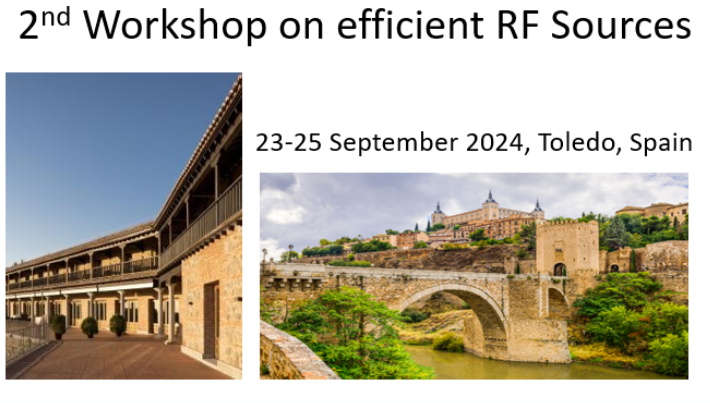 2nd Workshop on efficient RF Sources
23-25 September 2024, Toledo, Spain